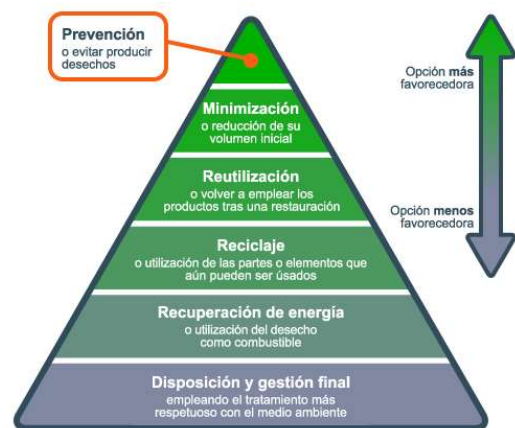 Prevención
o evitar producir
desechos
Opción más
favorecedora
Minimización
o reducción de su
volumen inicial
Reutilización
o volver a emplear los
productos tras una restauración
Opción menos
favorecedora
Reciclaje
o utilización de las partes o elementos que
aún pueden ser úsados
Recuperación de energía
o utilización del desecho
como combustible
Disposición y gestión final
empleando el tratamiento más
respetuoso con el medio ambiente